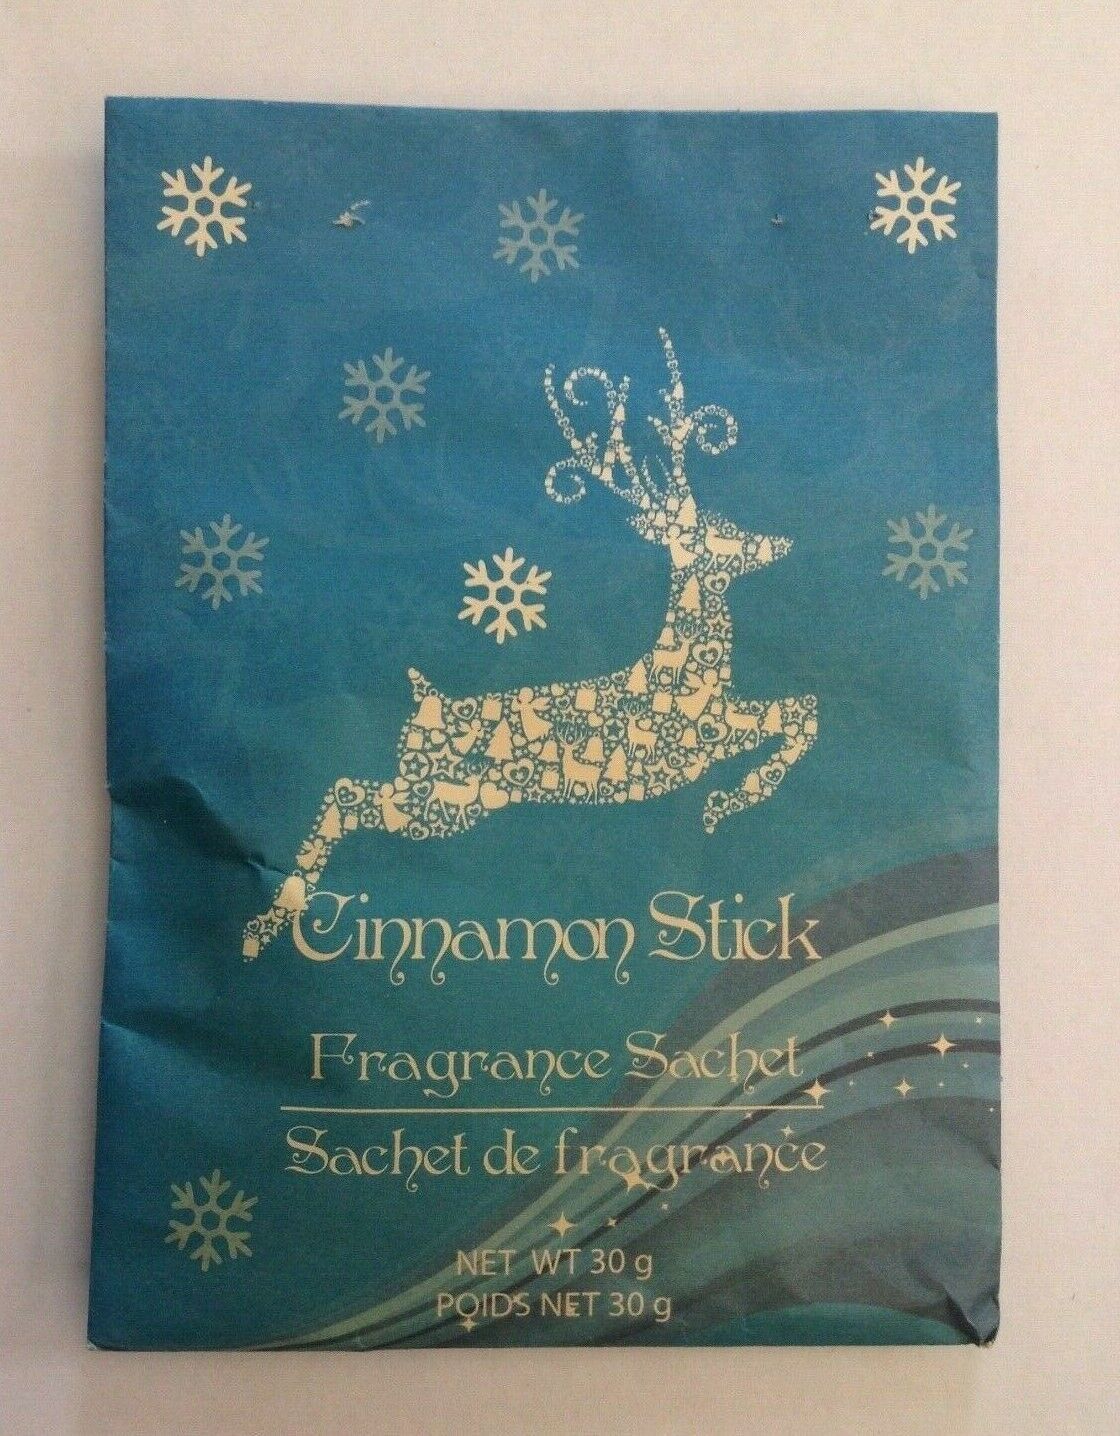 Cinnamon Stick
Fragrance Sachet
Sachet de fragrance
NET WT 30 g
POIDS NET 30 g